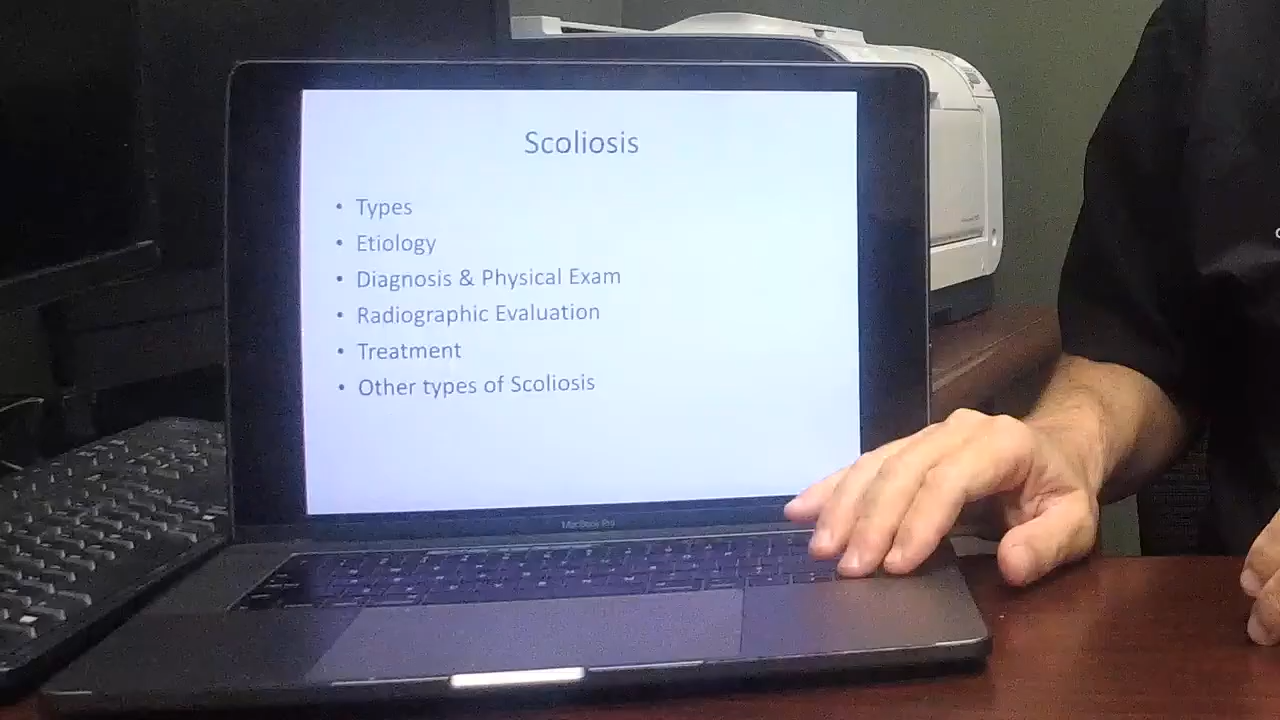 Scoliosis
• Types
• Etiology
• Diagnosis & Physical Exam
• Radiographic Evaluation
• Treatment
• Other types of Scoliosis
MacBook Pro